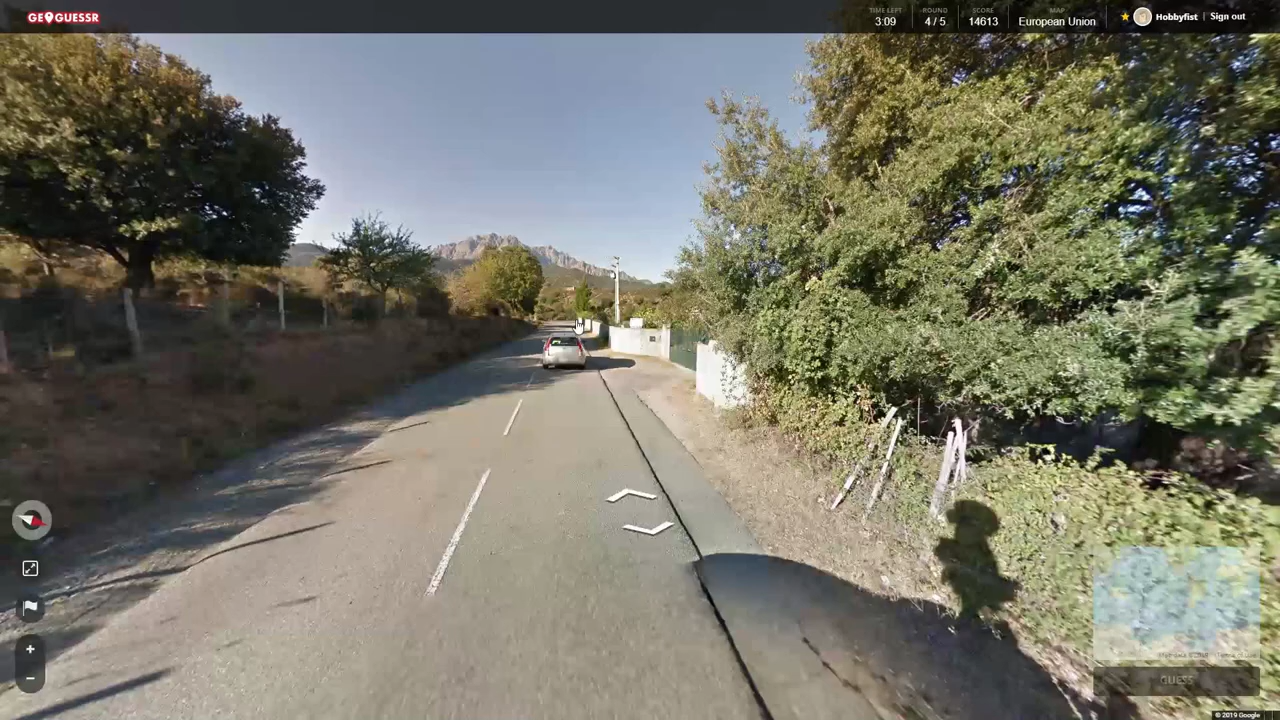 GEOGUESSR
TIME LEFT
3:09
ROUND
4 / 5
SCORE
14613
MAP
European Union
Hobbyfist
Sign out
GUESS
© 2019 Google